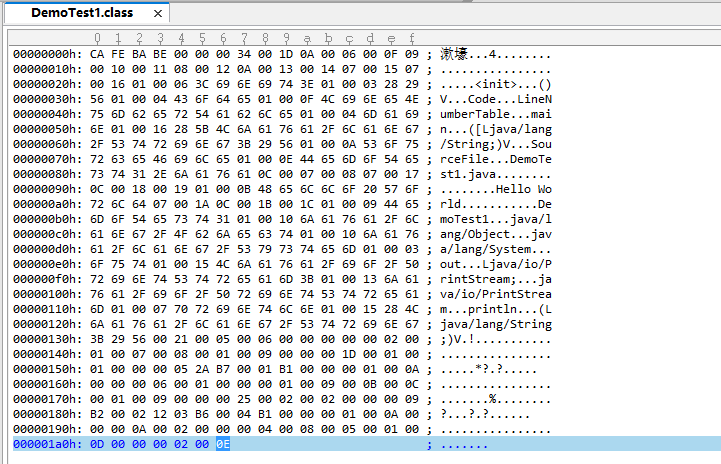 DemoTest1.class ×
0 1 2 3 4 5 6 7 8 9 a b c d e f
00000000h: CA FE BA BE 00 00 00 34 00 1D 0A 00 06 00 0F 09 ; 漱壕...4........
00000010h: 00 10 00 11 08 00 12 0A 00 13 00 14 07 00 15 07 ; ................
00000020h: 00 16 01 00 06 3C 69 6E 69 74 3E 01 00 03 28 29 ; .....<init>...()
00000030h: 56 01 00 04 43 6F 64 65 01 00 0F 4C 69 6E 65 4E ; V...Code...LineN
00000040h: 75 6D 62 65 72 54 61 62 6C 65 01 00 04 6D 61 69 ; umberTable...mai
00000050h: 6E 01 00 16 28 5B 4C 6A 61 76 61 2F 6C 61 6E 67 ; n...([Ljava/lang
00000060h: 2F 53 74 72 69 6E 67 3B 29 56 01 00 0A 53 6F 75 ; /String;)V...Sou
00000070h: 72 63 65 46 69 6C 65 01 00 0E 44 65 6D 6F 54 65 ; rceFile...DemoTe
00000080h: 73 74 31 2E 6A 61 76 61 0C 00 07 00 08 07 00 17 ; st1.java........
00000090h: 0C 00 18 00 19 01 00 0B 48 65 6C 6C 6F 20 57 6F ; ........Hello Wo
000000a0h: 72 6C 64 07 00 1A 0C 00 1B 00 1C 01 00 09 44 65 ; rld...........De
000000b0h: 6D 6F 54 65 73 74 31 01 00 10 6A 61 76 61 2F 6C ; moTest1...java/l
000000c0h: 61 6E 67 2F 4F 62 6A 65 63 74 01 00 10 6A 61 76 ; ang/Object...jav
000000d0h: 61 2F 6C 61 6E 67 2F 53 79 73 74 65 6D 01 00 03 ; a/lang/System...
000000e0h: 6F 75 74 01 00 15 4C 6A 61 76 61 2F 69 6F 2F 50 ; out...Ljava/io/P
000000f0h: 72 69 6E 74 53 74 72 65 61 6D 3B 01 00 13 6A 61 ; rintStream;...ja
00000100h: 76 61 2F 69 6F 2F 50 72 69 6E 74 53 74 72 65 61 ; va/io/PrintStrea
00000110h: 6D 01 00 07 70 72 69 6E 74 6C 6E 01 00 15 28 4C ; m...println...(L
00000120h: 6A 61 76 61 2F 6C 61 6E 67 2F 53 74 72 69 6E 67 ; java/lang/String
00000130h: 3B 29 56 00 21 00 05 00 06 00 00 00 00 00 02 00 ; ;)V.!...........
00000140h: 01 00 07 00 08 00 01 00 09 00 00 00 1D 00 01 00 ; ................
00000150h: 01 00 00 00 05 2A B7 00 01 B1 00 00 00 01 00 0A ; .....*?.?.....
00000160h: 00 00 00 06 00 01 00 00 00 01 00 09 00 0B 00 0C ; ................
00000170h: 00 01 00 09 00 00 00 25 00 02 00 02 00 00 00 09 ; .......%........
00000180h: B2 00 02 12 03 B6 00 04 B1 00 00 00 01 00 0A 00 ; ?...?.?......
00000190h: 00 00 0A 00 02 00 00 00 04 00 08 00 05 00 01 00 ; ................
000001a0h: 0D 00 00 00 02 00 0E ; .......